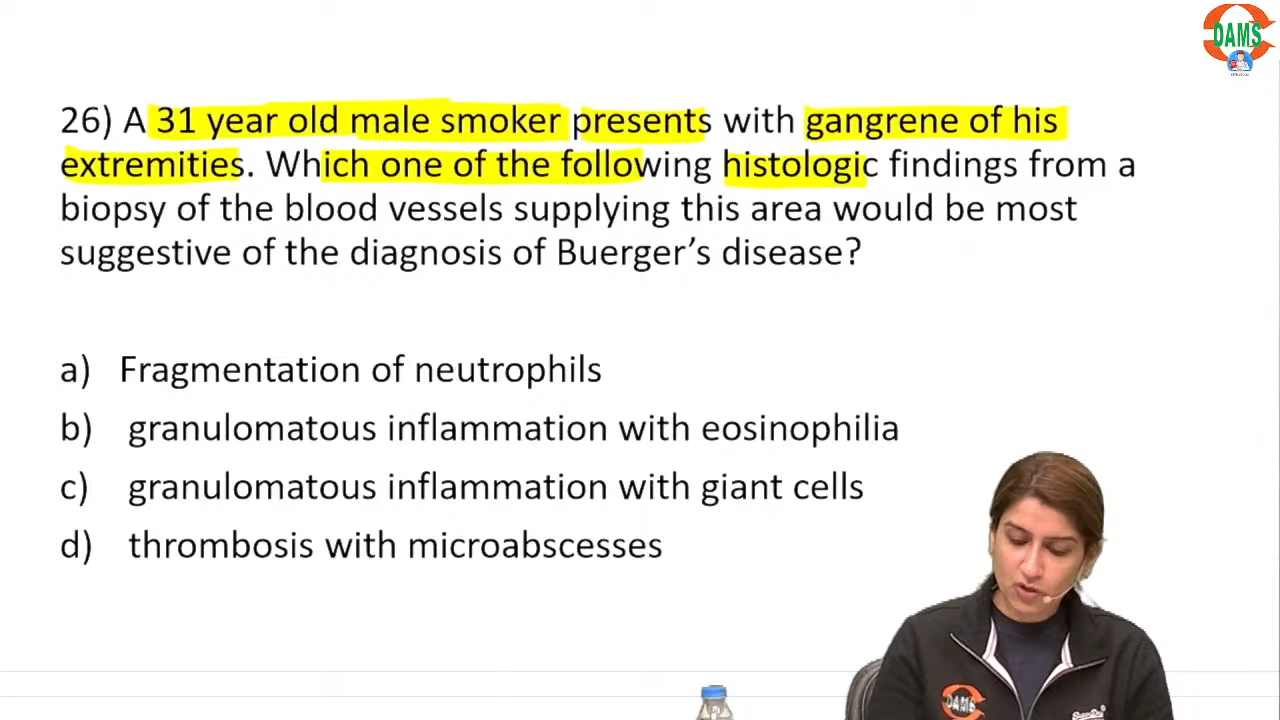 DAMS
26) A 31 year old male smoker presents with gangrene of his
extremities. Which one of the following histologic findings from a
biopsy of the blood vessels supplying this area would be most
suggestive of the diagnosis of Buerger’s disease?
a) Fragmentation of neutrophils
b) granulomatous inflammation with eosinophilia
c) granulomatous inflammation with giant cells
d) thrombosis with microabscesses
DAMS